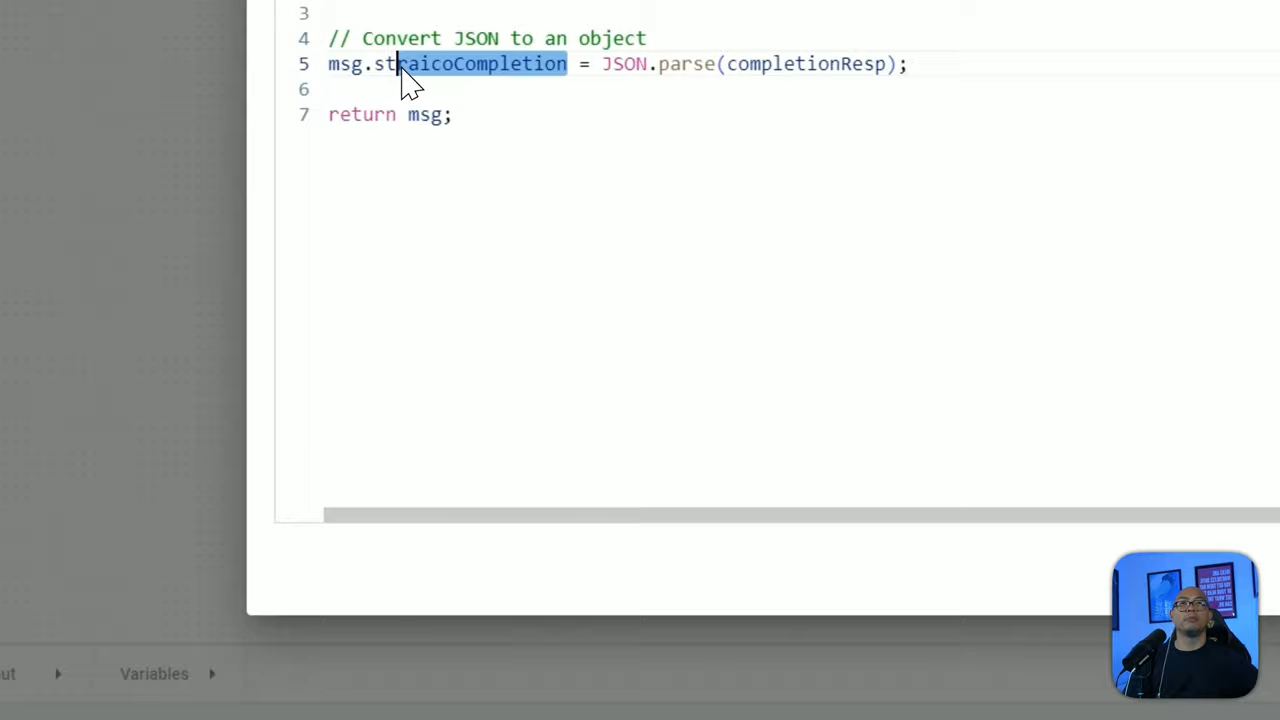 3
4 // Convert JSON to an object
5 msg.straicoCompletion = JSON.parse(completionResp);
6
7 return msg;
ut Variables